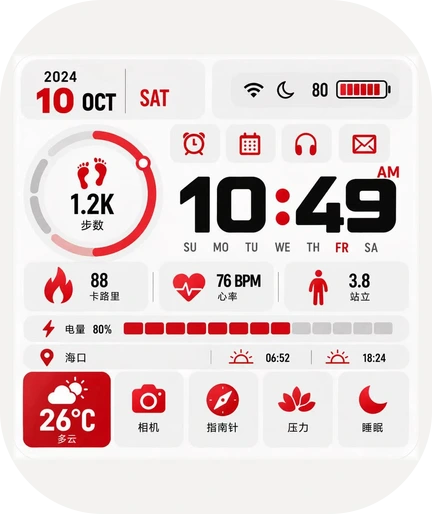 2024
10 OCT SAT
80
1.2K
步数
AM
10:49
SU MO TU WE TH FR SA
88
卡路里
76 BPM
心率
3.8
站立
电量 80%
海口
06:52
18:24
26°C
多云
相机
指南针
压力
睡眠